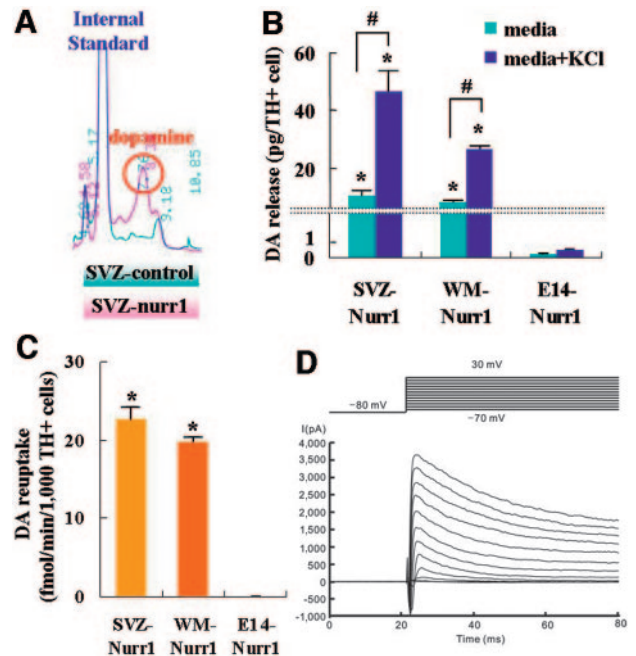 A
Internal
Standard
dopamine
9.18
10.85
SVZ-control
SVZ-nurr1
B
media
media+KCl
DA release (pg/TH+ cell)
60
40
20
1
0
#
*
*
#
*
*
SVZ-
Nurr1
WM-
Nurr1
E14-
Nurr1
C
DA reuptake
(fmol/min/1,000 TH+ cells)
30
20
10
0
*
*
SVZ-
Nurr1
WM-
Nurr1
E14-
Nurr1
D
30 mV
−80 mV
−70 mV
I(pA)
4,000
3,500
3,000
2,500
2,000
1,500
1,000
500
0
-500
-1,000
0
20
40
60
80
Time (ms)